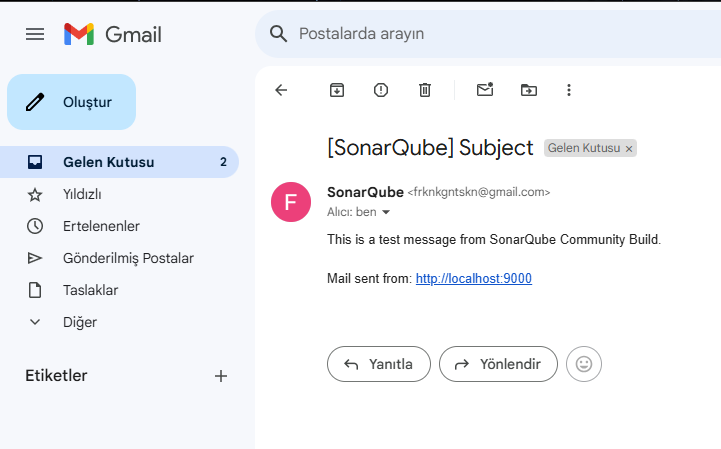 Gmail
Postalarda arayın
Oluştur
Gelen Kutusu 2
Yıldızlı
Ertelenenler
Gönderilmiş Postalar
Taslaklar
Diğer
Etiketler
[SonarQube] Subject Gelen Kutusu ×
F
SonarQube <frknkgntskn@gmail.com>
Alıcı: ben
This is a test message from SonarQube Community Build.
Mail sent from: http://localhost:9000
Yanıtla Yönlendir